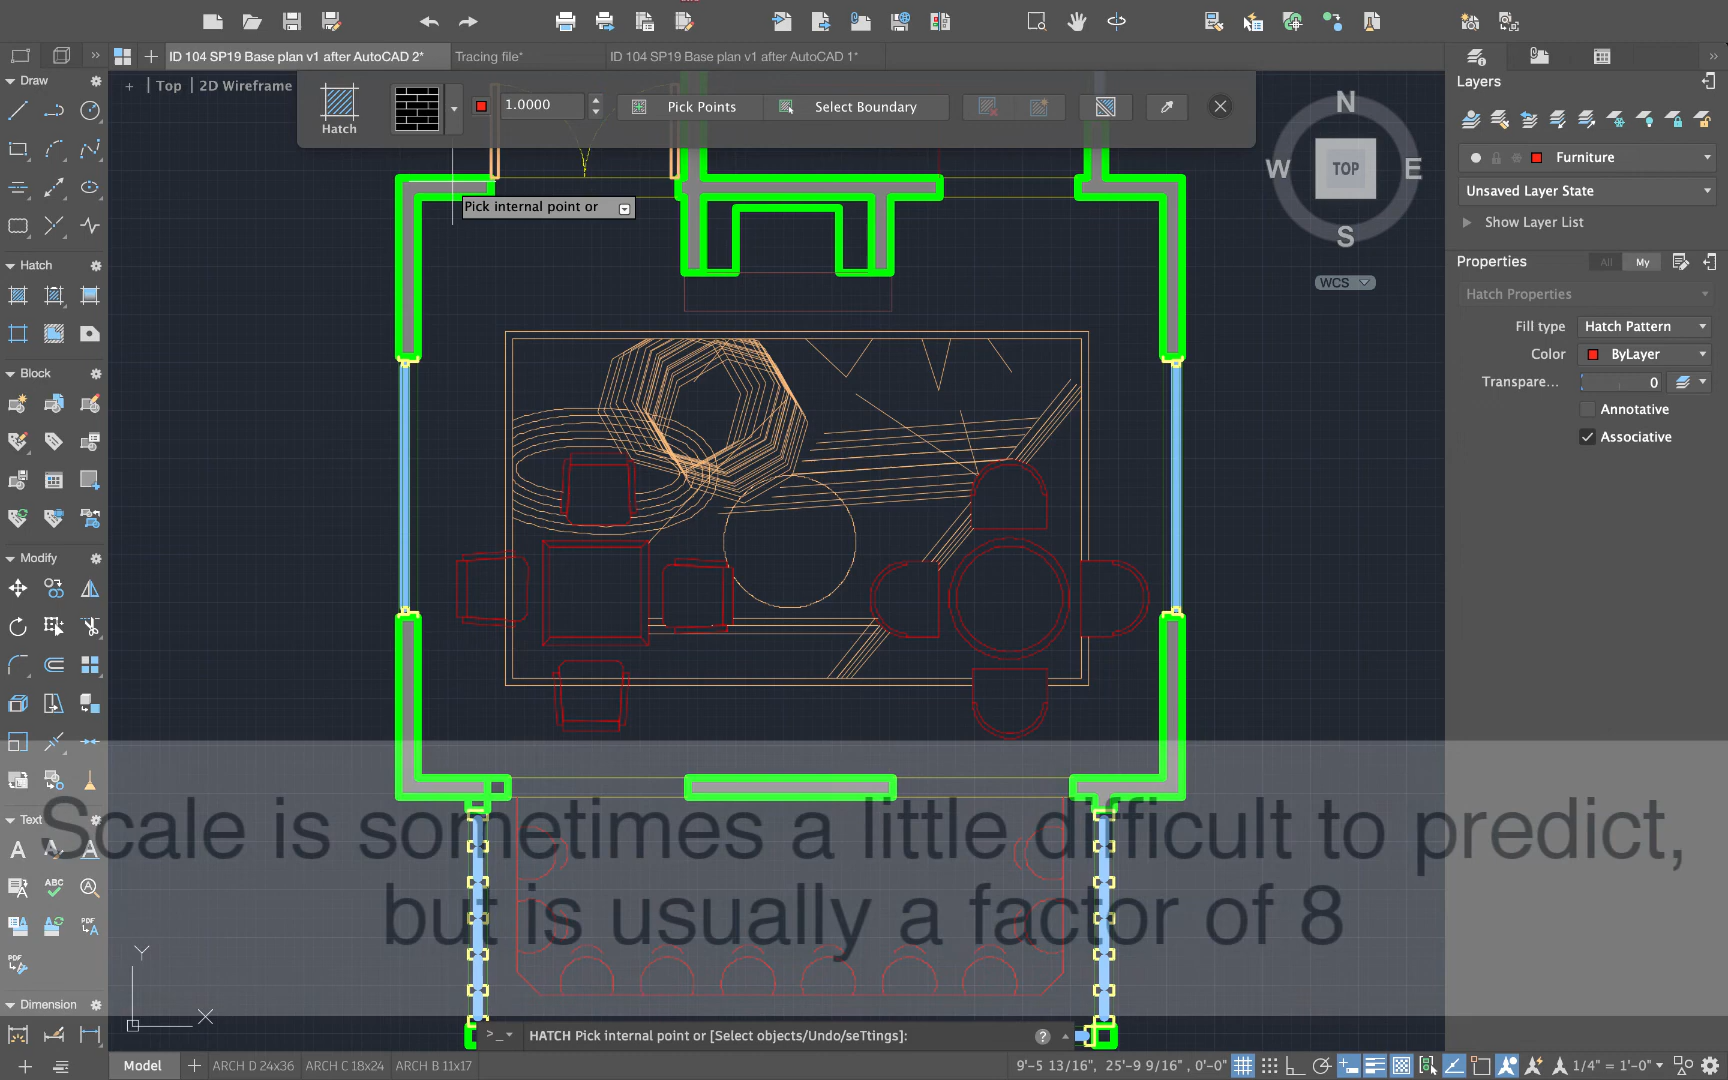 ID 104 SP19 Base plan v1 after AutoCAD 2*
Tracing file*
ID 104 SP19 Base plan v1 after AutoCAD 1*
Draw
+ | Top | 2D Wireframe
Hatch
1.0000
Pick Points
Select Boundary
Pick internal point or
N
W
TOP
E
S
WCS
Layers
Furniture
Unsaved Layer State
Show Layer List
Properties
All
My
Hatch Properties
Fill type
Hatch Pattern
Color
ByLayer
Transpare...
0
Annotative
Associative
Hatch
Block
Modify
Text
A
A
ABC
A
PDF
PDF
Dimension
Scale is sometimes a little difficult to predict,
but is usually a factor of 8
Y
X
>_
HATCH Pick internal point or [Select objects/Undo/seTtings]:
?
Model
ARCH D 24x36
ARCH C 18x24
ARCH B 11x17
9'-5 13/16", 25'-9 9/16", 0'-0"
1/4" = 1'-0"